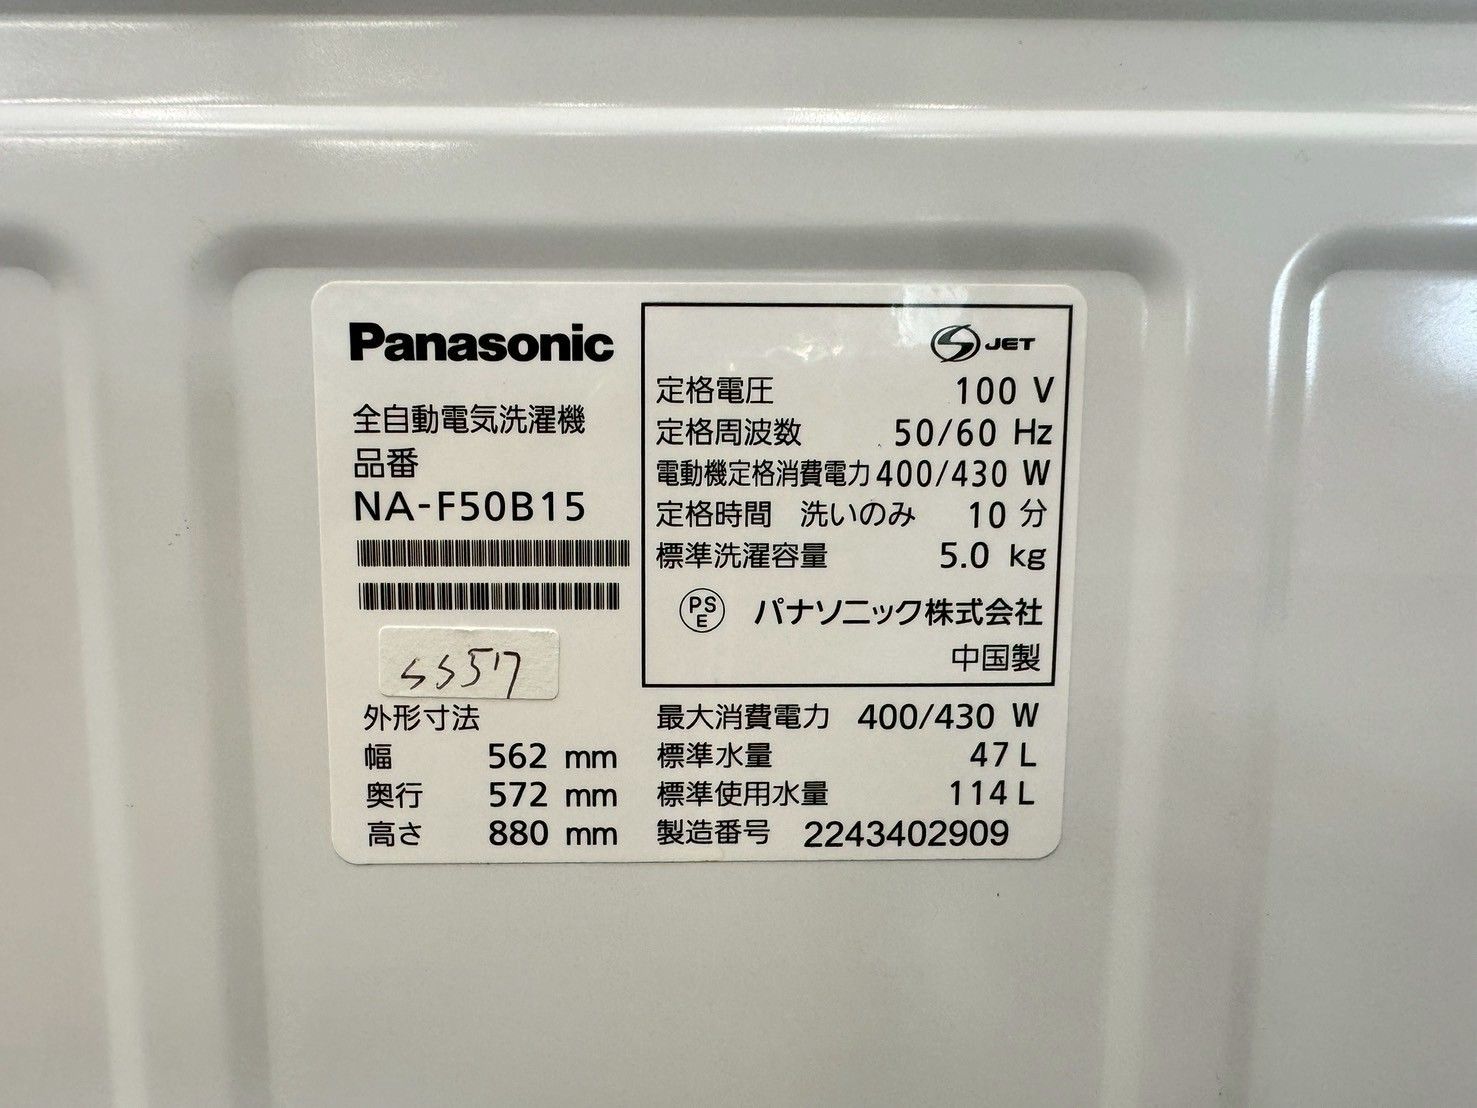 Panasonic
全自動電気洗濯機
品番
NA-F50B15
外形寸法
幅 562 mm
奥行 572 mm
高さ 880 mm
S JET
定格電圧 100 V
定格周波数 50/60 Hz
電動機定格消費電力 400/430 W
定格時間 洗いのみ 10 分
標準洗濯容量 5.0 kg
PSE パナソニック株式会社
中国製
最大消費電力 400/430 W
標準水量 47 L
標準使用水量 114 L
製造番号 2243402909